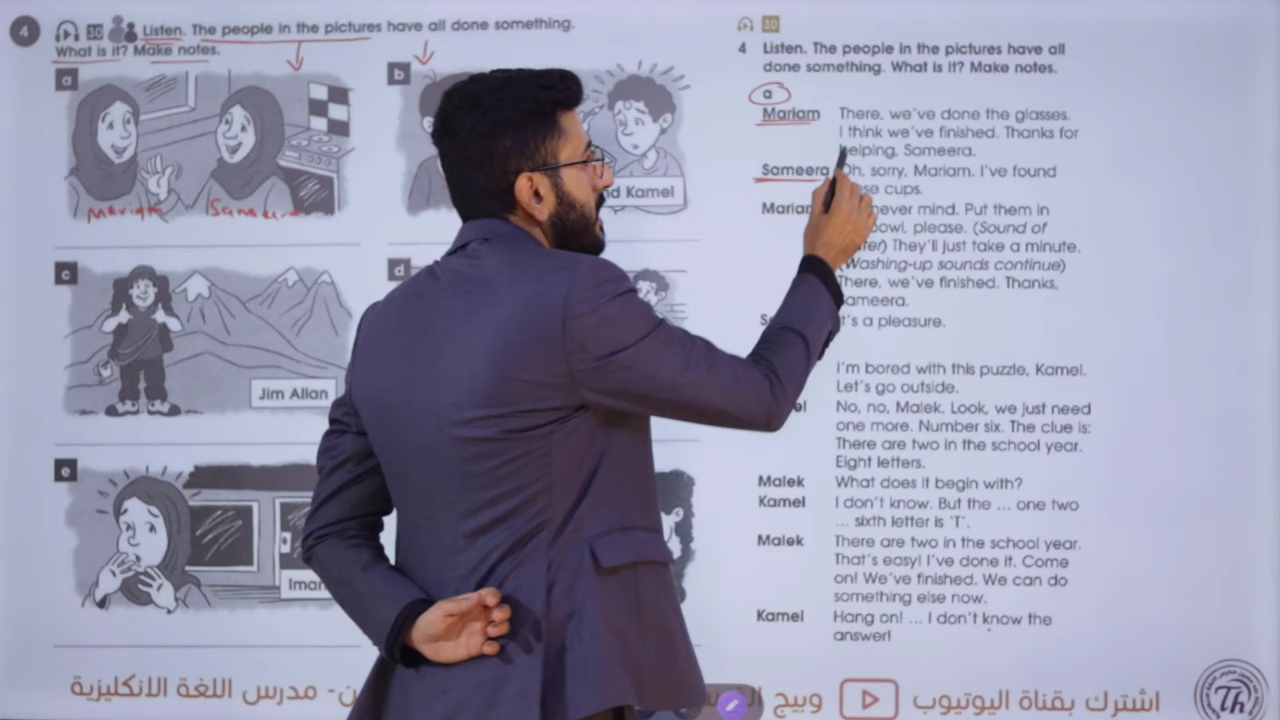 4 30 Listen. The people in the pictures have all done something.
What is it? Make notes.
a
Mariam Sameera
b
nd Kamel
c
Jim Allan
d
e
Iman
30
4 Listen. The people in the pictures have all
done something. What is it? Make notes.
a
Mariam There, we've done the glasses.
I think we've finished. Thanks for
helping, Sameera.
Sameera Oh, sorry, Mariam. I've found
cups.
never mind. Put them in
bowl, please. (Sound of
They'll just take a minute.
(Washing-up sounds continue)
There, we've finished. Thanks,
Sameera.
It's a pleasure.
I'm bored with this puzzle, Kamel.
Let's go outside.
No, no, Malek. Look, we just need
one more. Number six. The clue is:
There are two in the school year.
Eight letters.
Malek What does it begin with?
Kamel I don't know. But the ... one two
... sixth letter is 'T'.
Malek There are two in the school year.
That's easy! I've done it. Come
on! We've finished. We can do
something else now.
Kamel Hang on! ... I don't know the
answer!
اشترك بقناة اليوتيوب وبيج مدرس اللغة الانكليزية
Th